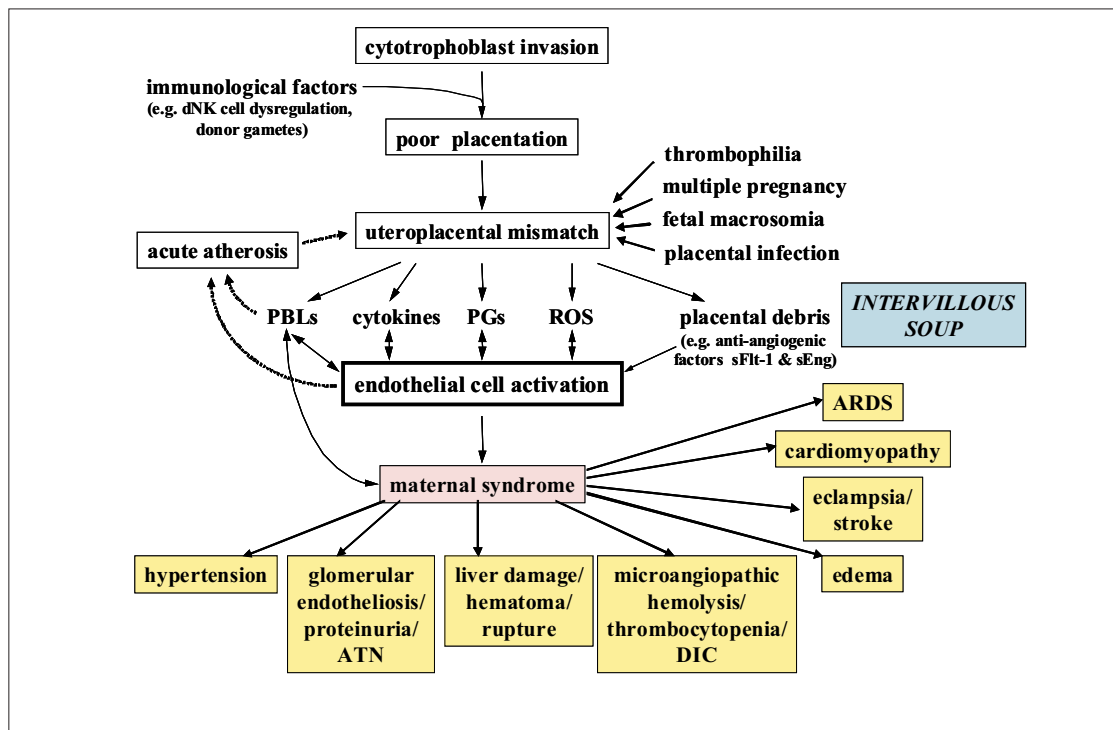 cytotrophoblast invasion
immunological factors
(e.g. dNK cell dysregulation,
donor gametes)
poor placentation
thrombophilia
multiple pregnancy
fetal macrosomia
placental infection
uteroplacental mismatch
acute atherosis
PBLs
cytokines
PGs
ROS
placental debris
(e.g. anti-angiogenic
factors sFlt-1 & sEng)
INTERVILLOUS
SOUP
endothelial cell activation
ARDS
cardiomyopathy
maternal syndrome
eclampsia/
stroke
hypertension
glomerular
endotheliosis/
proteinuria/
ATN
liver damage/
hematoma/
rupture
microangiopathic
hemolysis/
thrombocytopenia/
DIC
edema